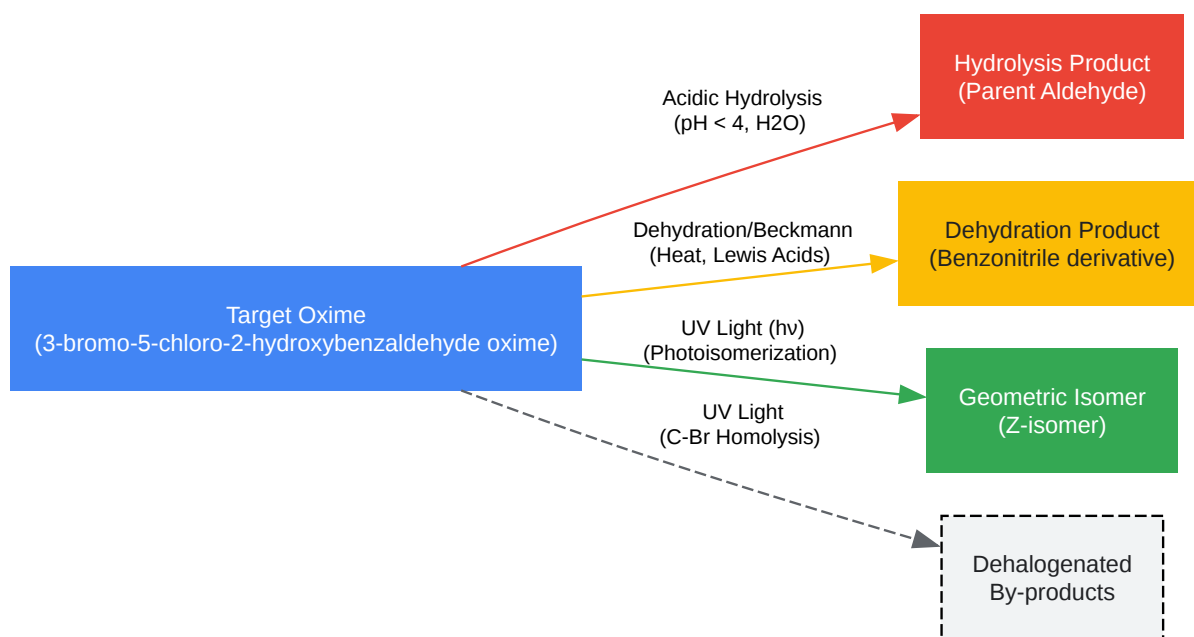 Hydrolysis Product
(Parent Aldehyde)
Acidic Hydrolysis
(pH < 4, H2O)
Dehydration/Beckmann
(Heat, Lewis Acids)
Dehydration Product
(Benzonitrile derivative)
Target Oxime
(3-bromo-5-chloro-2-hydroxybenzaldehyde oxime)
UV Light (hν)
(Photoisomerization)
Geometric Isomer
(Z-isomer)
UV Light
(C-Br Homolysis)
Dehalogenated
By-products